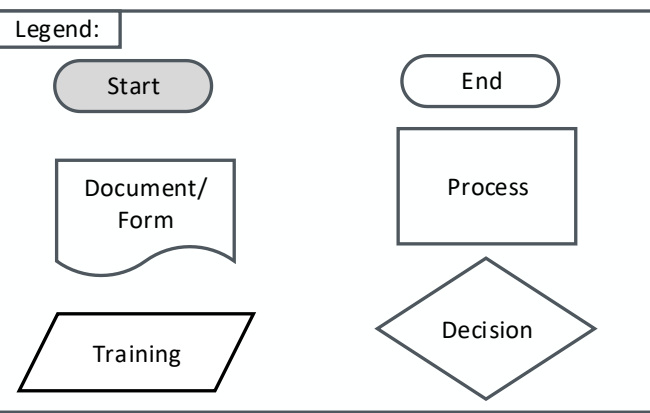 Legend:
Start
End
Document/
Form
Process
Training
Decision